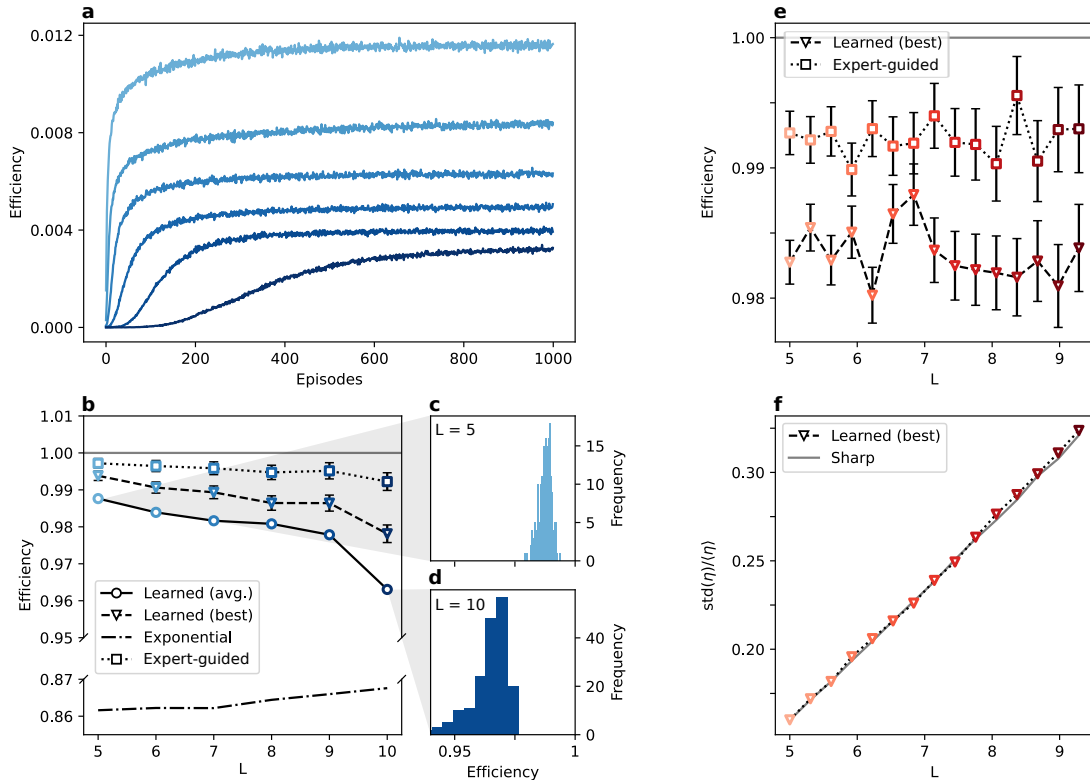 a
0.012
0.008
0.004
0.000
Efficiency
0
200
400
600
800
1000
Episodes
b
1.01
1.00
0.99
0.98
0.97
0.96
0.95
0.87
0.86
Efficiency
Learned (avg.)
Learned (best)
Exponential
Expert-guided
5
6
7
8
9
10
L
c
L = 5
15
10
5
0
Frequency
d
L = 10
40
20
0
Frequency
0.95
1
Efficiency
e
1.00
0.99
0.98
Efficiency
Learned (best)
Expert-guided
5
6
7
8
9
L
f
0.30
0.25
0.20
std(η)/⟨η⟩
Learned (best)
Sharp
5
6
7
8
9
L